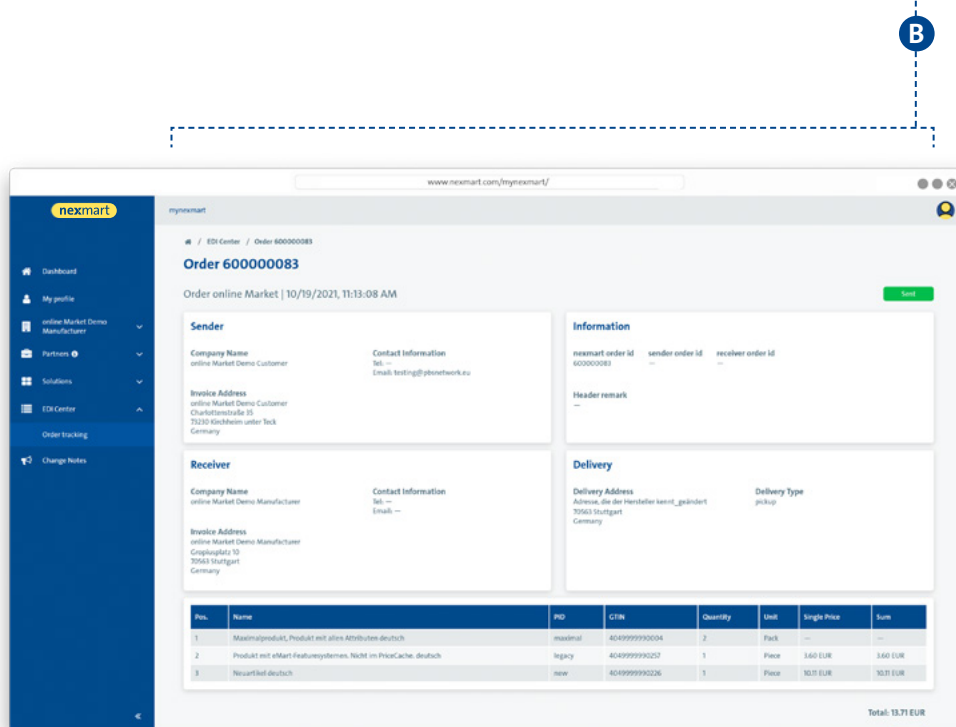 B
www.nexmart.com/mynexmart/
nexmart
mynexmart
/ EDI Center / Order 600000083
Order 600000083
Order online Market | 10/19/2021, 11:13:08 AM
Sent
Dashboard
My profile
online Market Demo
Manufacturer
Partners
Solutions
EDI Center
Order tracking
Change Notes
Sender
Company Name
online Market Demo Customer
Contact Information
Tel: —
Email: testing@pbsnetwork.eu
Invoice Address
online Market Demo Customer
Charlottenstraße 35
73230 Kirchheim unter Teck
Germany
Information
nexmart order id sender order id receiver order id
600000083 — —
Header remark
—
Receiver
Company Name
online Market Demo Manufacturer
Contact Information
Tel: —
Email: —
Invoice Address
online Market Demo Manufacturer
Gropiusplatz 10
70563 Stuttgart
Germany
Delivery
Delivery Address
Adresse, die der Hersteller kennt_geändert
70563 Stuttgart
Germany
Delivery Type
pickup
Pos. Name PID GTIN Quantity Unit Single Price Sum
1 Maximalprodukt, Produkt mit allen Attributen deutsch maximal 4049999990004 2 Pack — —
2 Produkt mit eMart-Featuresystemen. Nicht im PriceCache. deutsch legacy 4049999990257 1 Piece 3.60 EUR 3.60 EUR
3 Neuartikel deutsch new 4049999990226 1 Piece 10.11 EUR 10.11 EUR
Total: 13.71 EUR